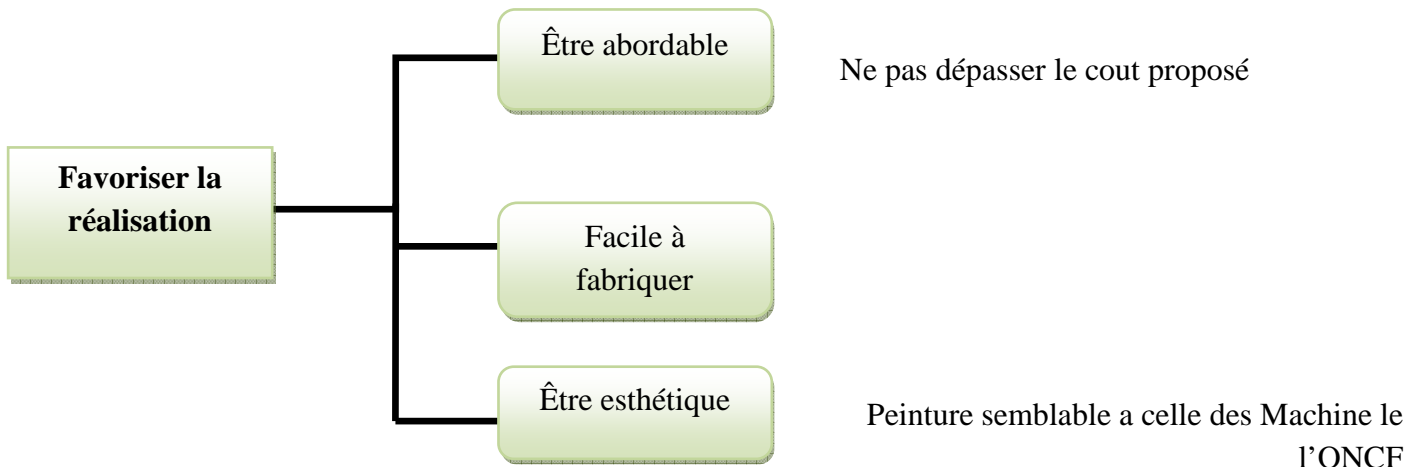 Être abordable
Ne pas dépasser le cout proposé
Favoriser la
réalisation
Facile à
fabriquer
Être esthétique
Peinture semblable a celle des Machine le
l’ONCF